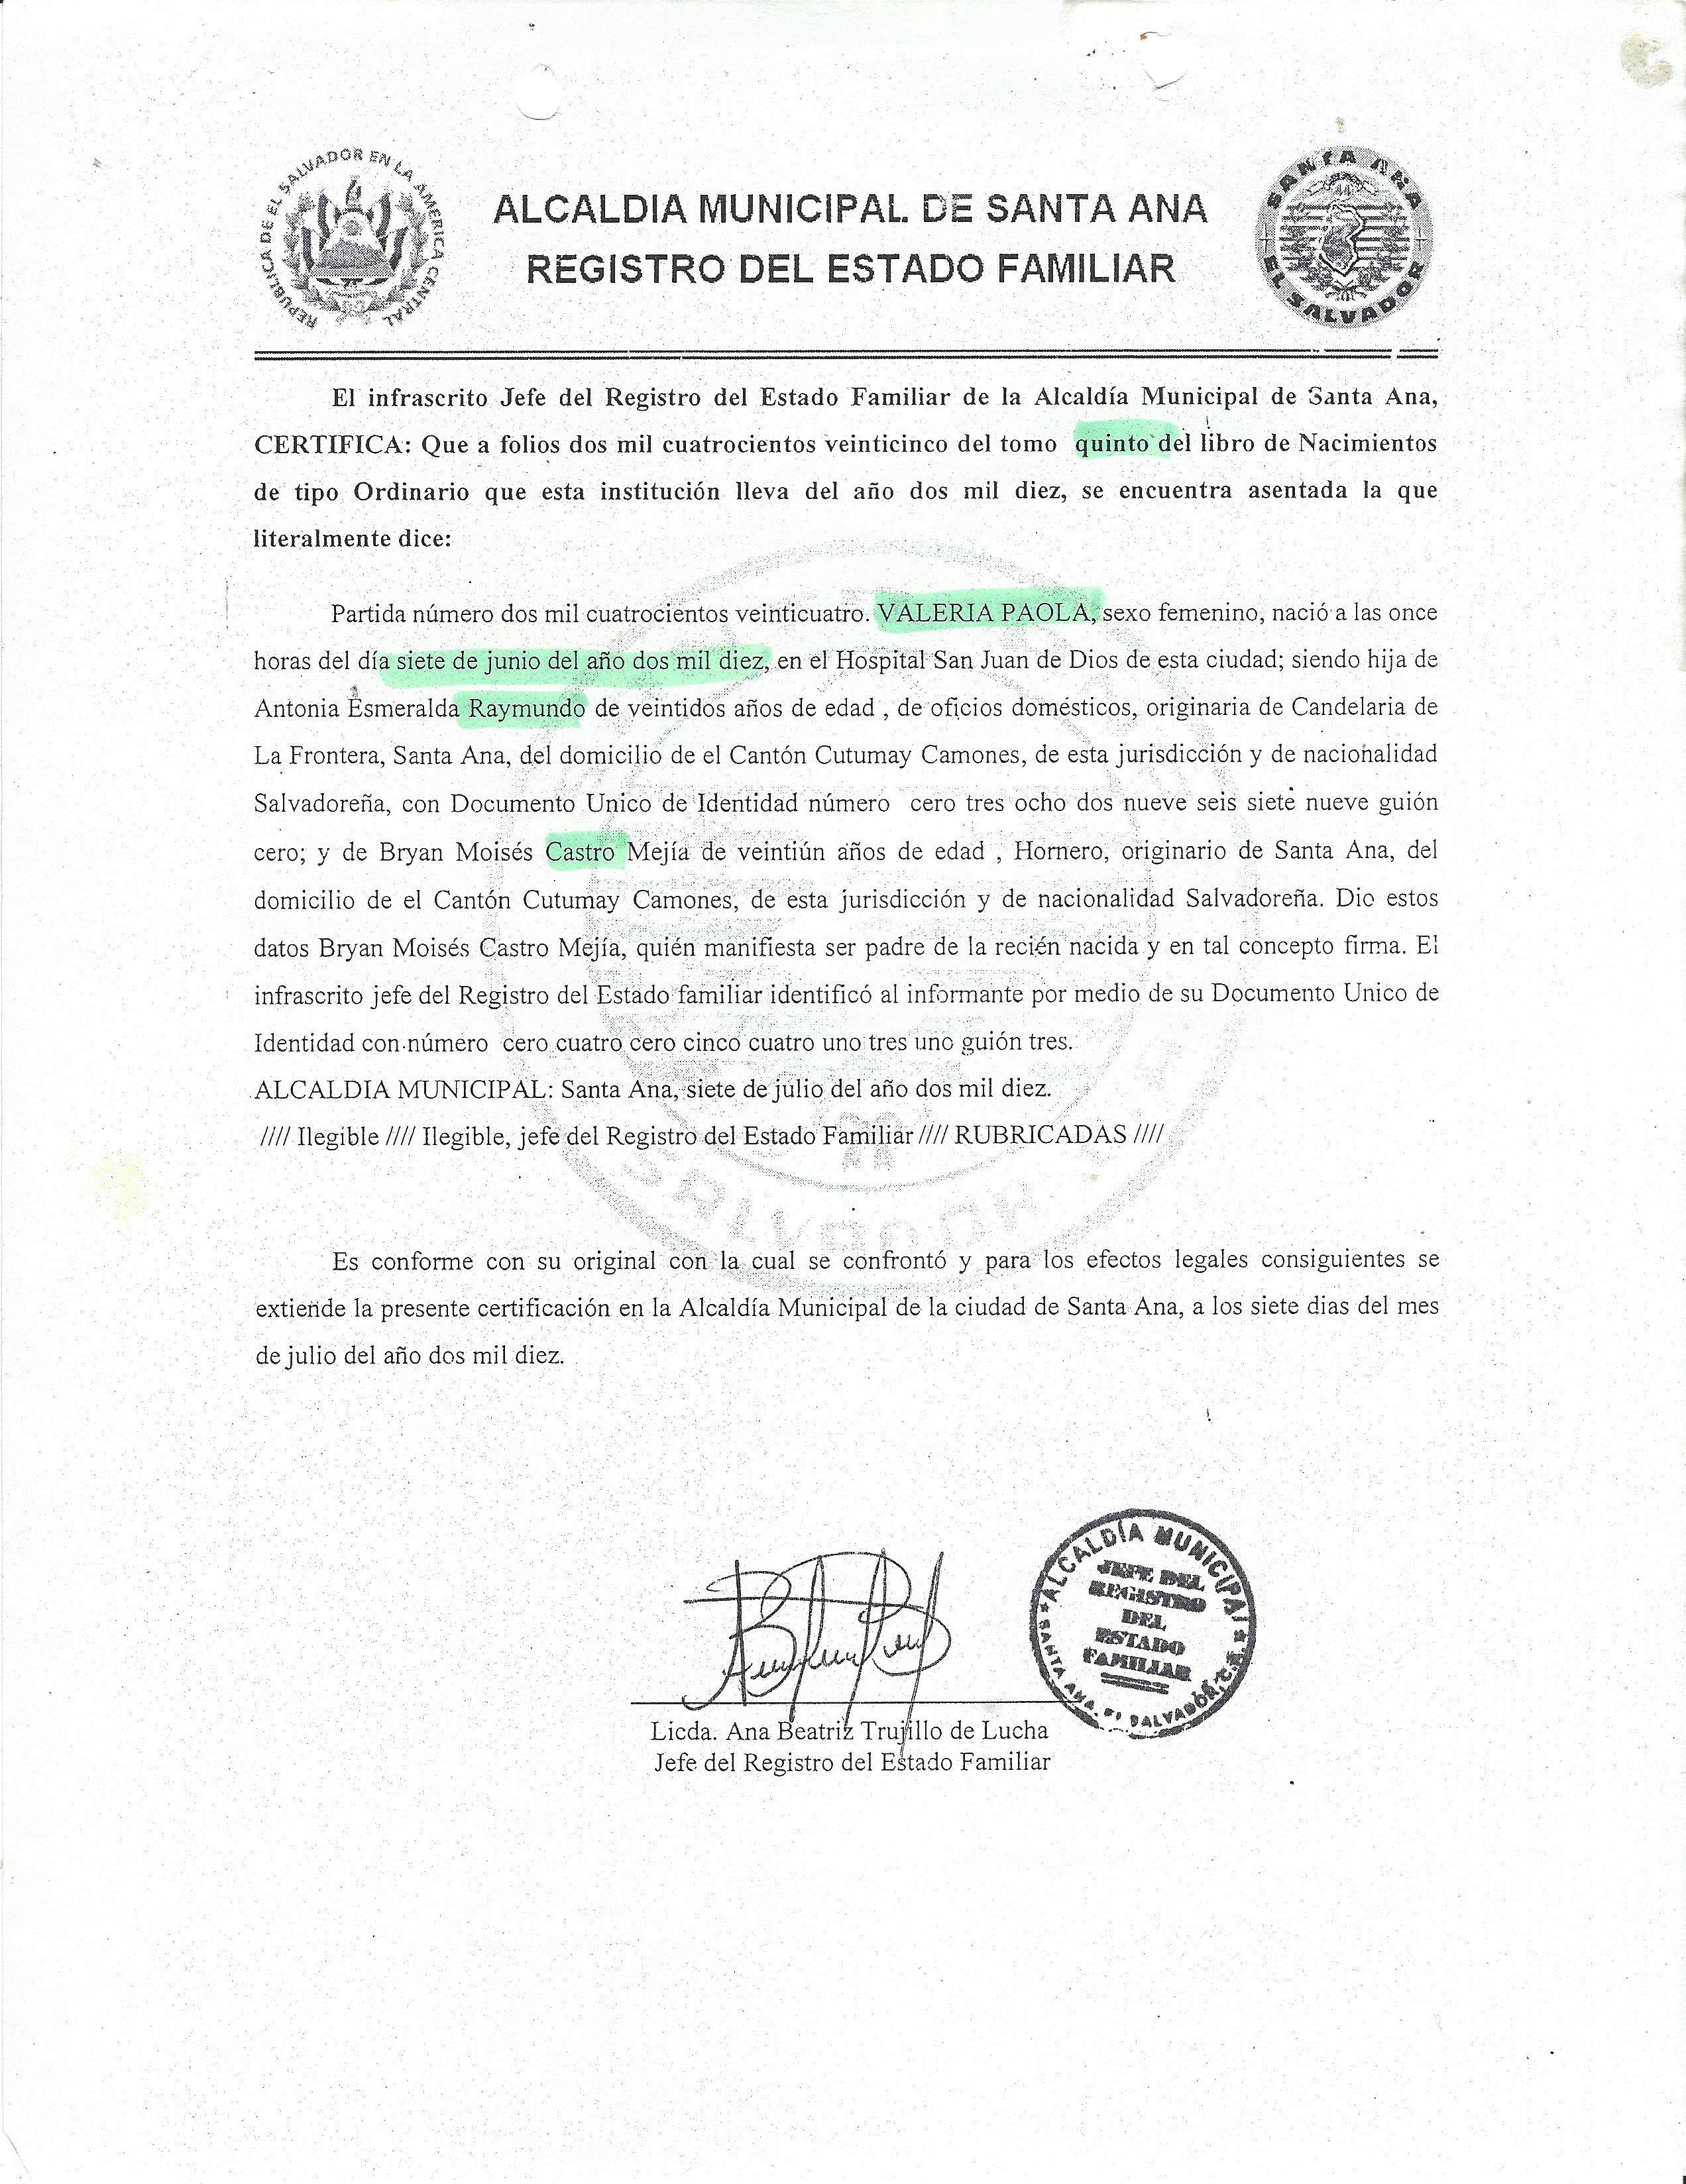 REPUBLICA DE EL SALVADOR EN LA AMERICA CENTRAL
ALCALDIA MUNICIPAL DE SANTA ANA
REGISTRO DEL ESTADO FAMILIAR
SANTA ANA
EL SALVADOR
El infrascrito Jefe del Registro del Estado Familiar de la Alcaldía Municipal de Santa Ana,
CERTIFICA: Que a folios dos mil cuatrocientos veinticinco del tomo quinto del libro de Nacimientos
de tipo Ordinario que esta institución lleva del año dos mil diez, se encuentra asentada la que
literalmente dice:
Partida número dos mil cuatrocientos veinticuatro. VALERIA PAOLA, sexo femenino, nació a las once
horas del día siete de junio del año dos mil diez, en el Hospital San Juan de Dios de esta ciudad; siendo hija de
Antonia Esmeralda Raymundo de veintidos años de edad , de oficios domésticos, originaria de Candelaria de
La Frontera, Santa Ana, del domicilio de el Cantón Cutumay Camones, de esta jurisdicción y de nacionalidad
Salvadoreña, con Documento Unico de Identidad número cero tres ocho dos nueve seis siete nueve guión
cero; y de Bryan Moisés Castro Mejía de veintiún años de edad , Hornero, originario de Santa Ana, del
domicilio de el Cantón Cutumay Camones, de esta jurisdicción y de nacionalidad Salvadoreña. Dio estos
datos Bryan Moisés Castro Mejía, quién manifiesta ser padre de la recién nacida y en tal concepto firma. El
infrascrito jefe del Registro del Estado familiar identificó al informante por medio de su Documento Unico de
Identidad con número cero cuatro cero cinco cuatro uno tres uno guión tres.
ALCALDIA MUNICIPAL: Santa Ana, siete de julio del año dos mil diez.
//// Ilegible //// Ilegible, jefe del Registro del Estado Familiar //// RUBRICADAS ////
SALVADOR
Es conforme con su original con la cual se confrontó y para los efectos legales consiguientes se
extiende la presente certificación en la Alcaldía Municipal de la ciudad de Santa Ana, a los siete dias del mes
de julio del año dos mil diez.
ALCALDÍA MUNICIPAL
JEFE DEL
REGISTRO
DEL
ESTADO
FAMILIAR
SANTA ANA, EL SALVADOR, C.A.
Licda. Ana Beatriz Trujillo de Lucha
Jefe del Registro del Estado Familiar